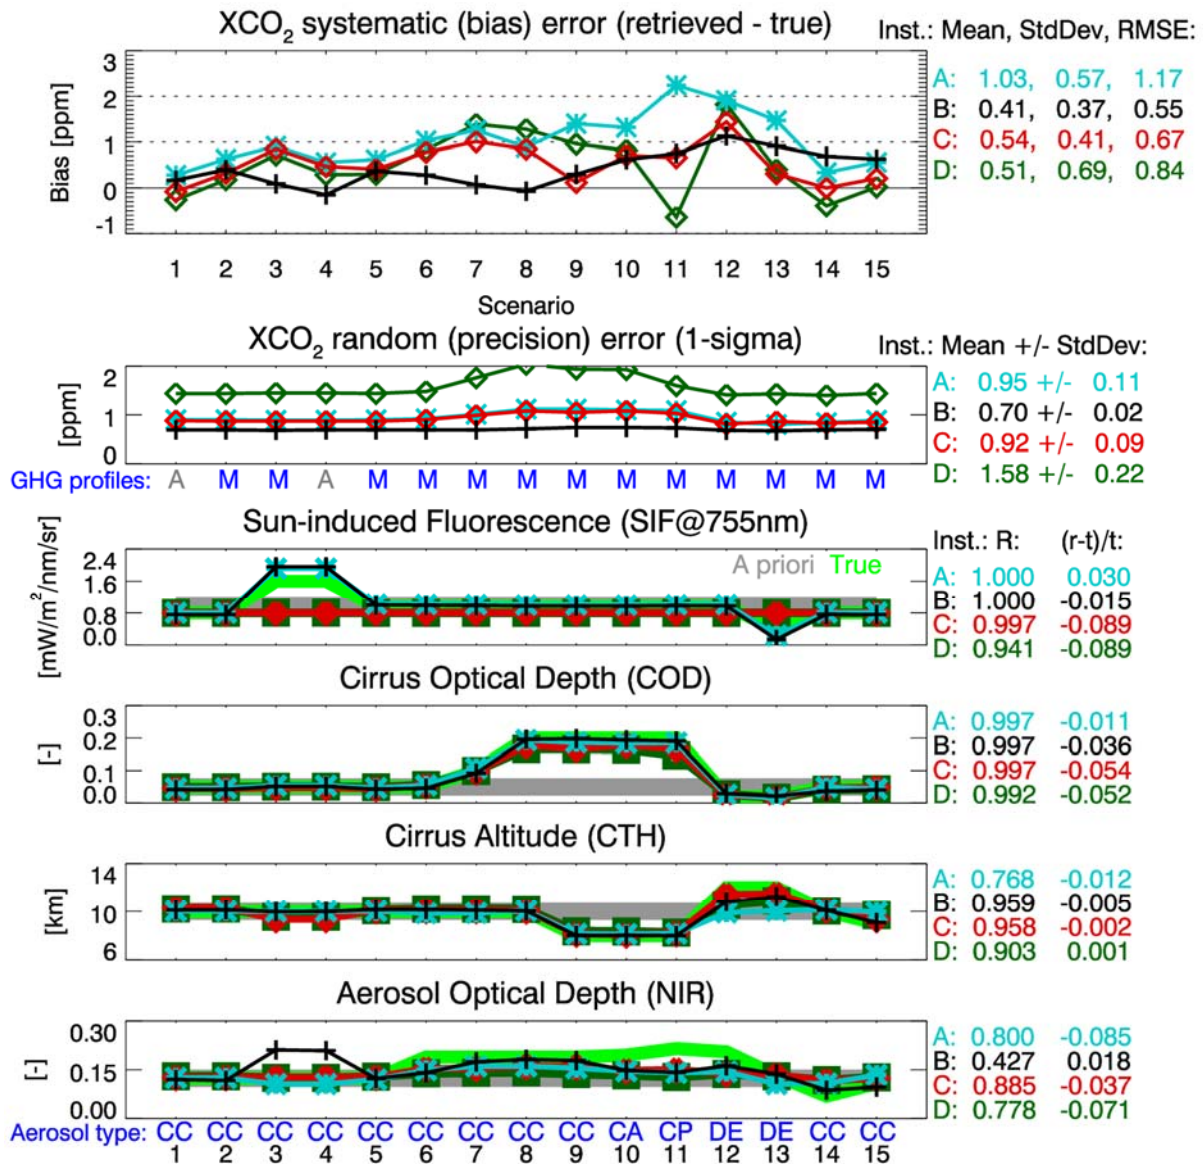 XCO2 systematic (bias) error (retrieved - true)
Inst.: Mean, StdDev, RMSE:
A: 1.03, 0.57, 1.17
B: 0.41, 0.37, 0.55
C: 0.54, 0.41, 0.67
D: 0.51, 0.69, 0.84
Bias [ppm]
3
2
1
0
-1
1 2 3 4 5 6 7 8 9 10 11 12 13 14 15
Scenario
XCO2 random (precision) error (1-sigma)
Inst.: Mean +/- StdDev:
A: 0.95 +/- 0.11
B: 0.70 +/- 0.02
C: 0.92 +/- 0.09
D: 1.58 +/- 0.22
[ppm]
2
1
0
GHG profiles: A M M A M M M M M M M M M M M
Sun-induced Fluorescence (SIF@755nm)
Inst.: R: (r-t)/t:
A: 1.000 0.030
B: 1.000 -0.015
C: 0.997 -0.089
D: 0.941 -0.089
A priori True
[mW/m2/nm/sr]
2.4
1.6
0.8
0.0
Cirrus Optical Depth (COD)
A: 0.997 -0.011
B: 0.997 -0.036
C: 0.997 -0.054
D: 0.992 -0.052
[-]
0.3
0.2
0.1
0.0
Cirrus Altitude (CTH)
A: 0.768 -0.012
B: 0.959 -0.005
C: 0.958 -0.002
D: 0.903 0.001
[km]
14
10
6
Aerosol Optical Depth (NIR)
A: 0.800 -0.085
B: 0.427 0.018
C: 0.885 -0.037
D: 0.778 -0.071
[-]
0.30
0.15
0.00
Aerosol type: CC CC CC CC CC CC CC CC CC CA CP DE DE CC CC
1 2 3 4 5 6 7 8 9 10 11 12 13 14 15